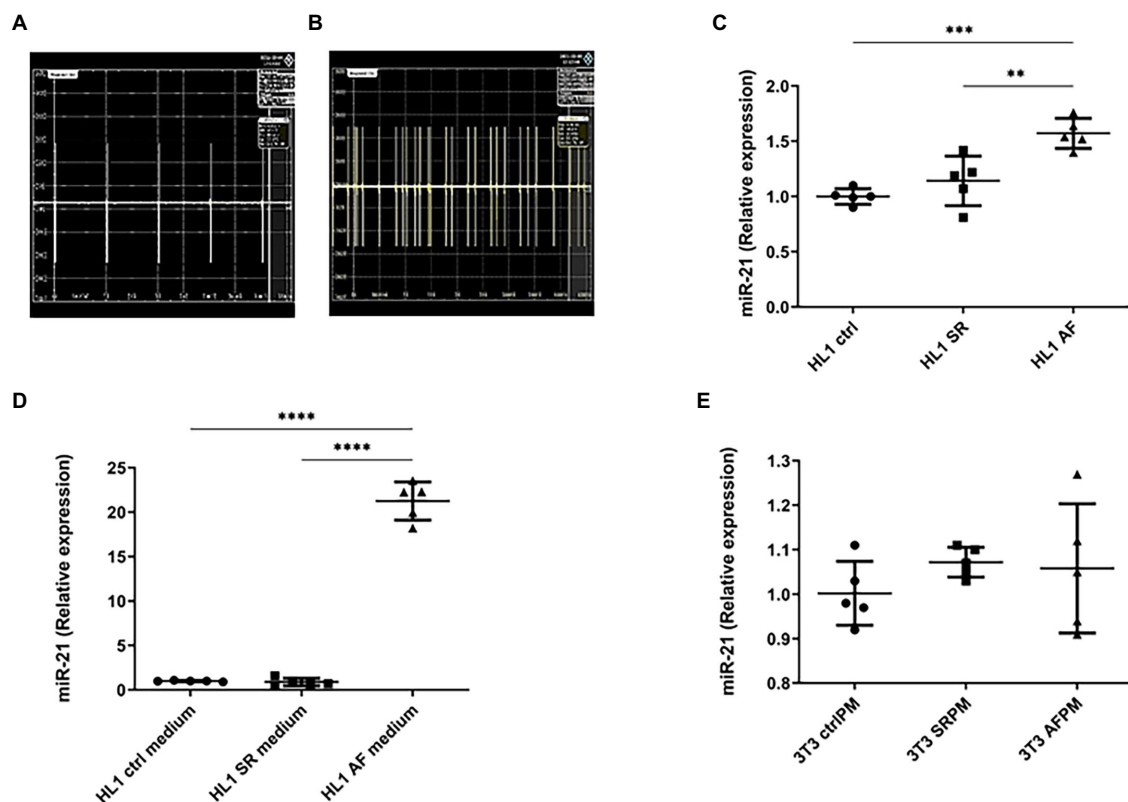 A
B
C
***
**
miR-21 (Relative expression)
2.0
1.5
1.0
0.5
0.0
HL1 ctrl
HL1 SR
HL1 AF
D
****
****
miR-21 (Relative expression)
25
20
15
10
5
0
HL1 ctrl medium
HL1 SR medium
HL1 AF medium
E
miR-21 (Relative expression)
1.3
1.2
1.1
1.0
0.9
0.8
3T3 ctrlPM
3T3 SRPM
3T3 AFPM